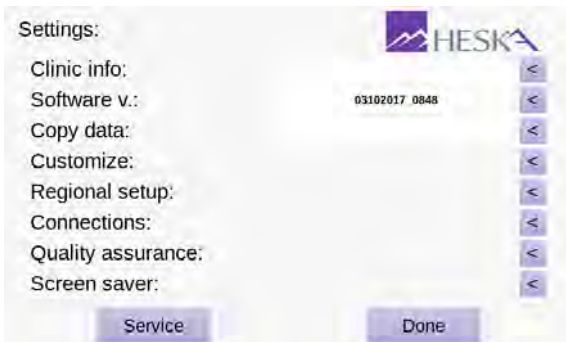 Settings:
HESKA
Clinic info: <
Software v.: 03102017_0848 <
Copy data: <
Customize: <
Regional setup: <
Connections: <
Quality assurance: <
Screen saver: <
Service Done